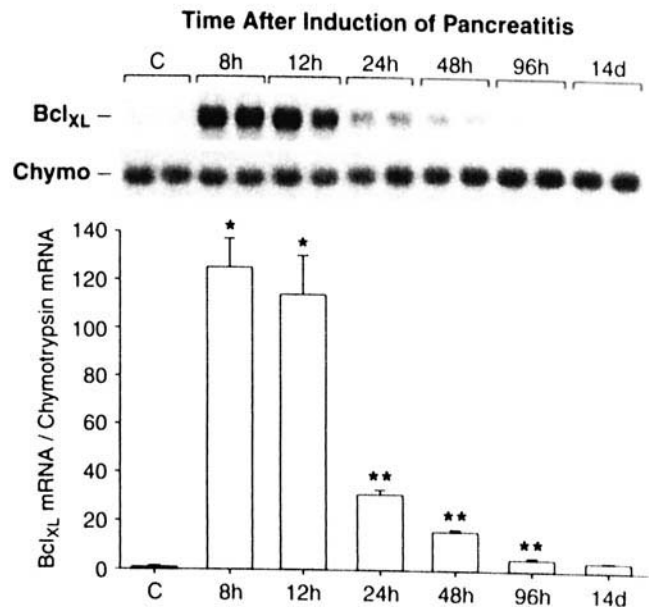 Time After Induction of Pancreatitis
C 8h 12h 24h 48h 96h 14d
BclXL –
Chymo –
BclXL mRNA / Chymotrypsin mRNA
140
120
100
80
60
40
20
0
* * ** ** **
C 8h 12h 24h 48h 96h 14d